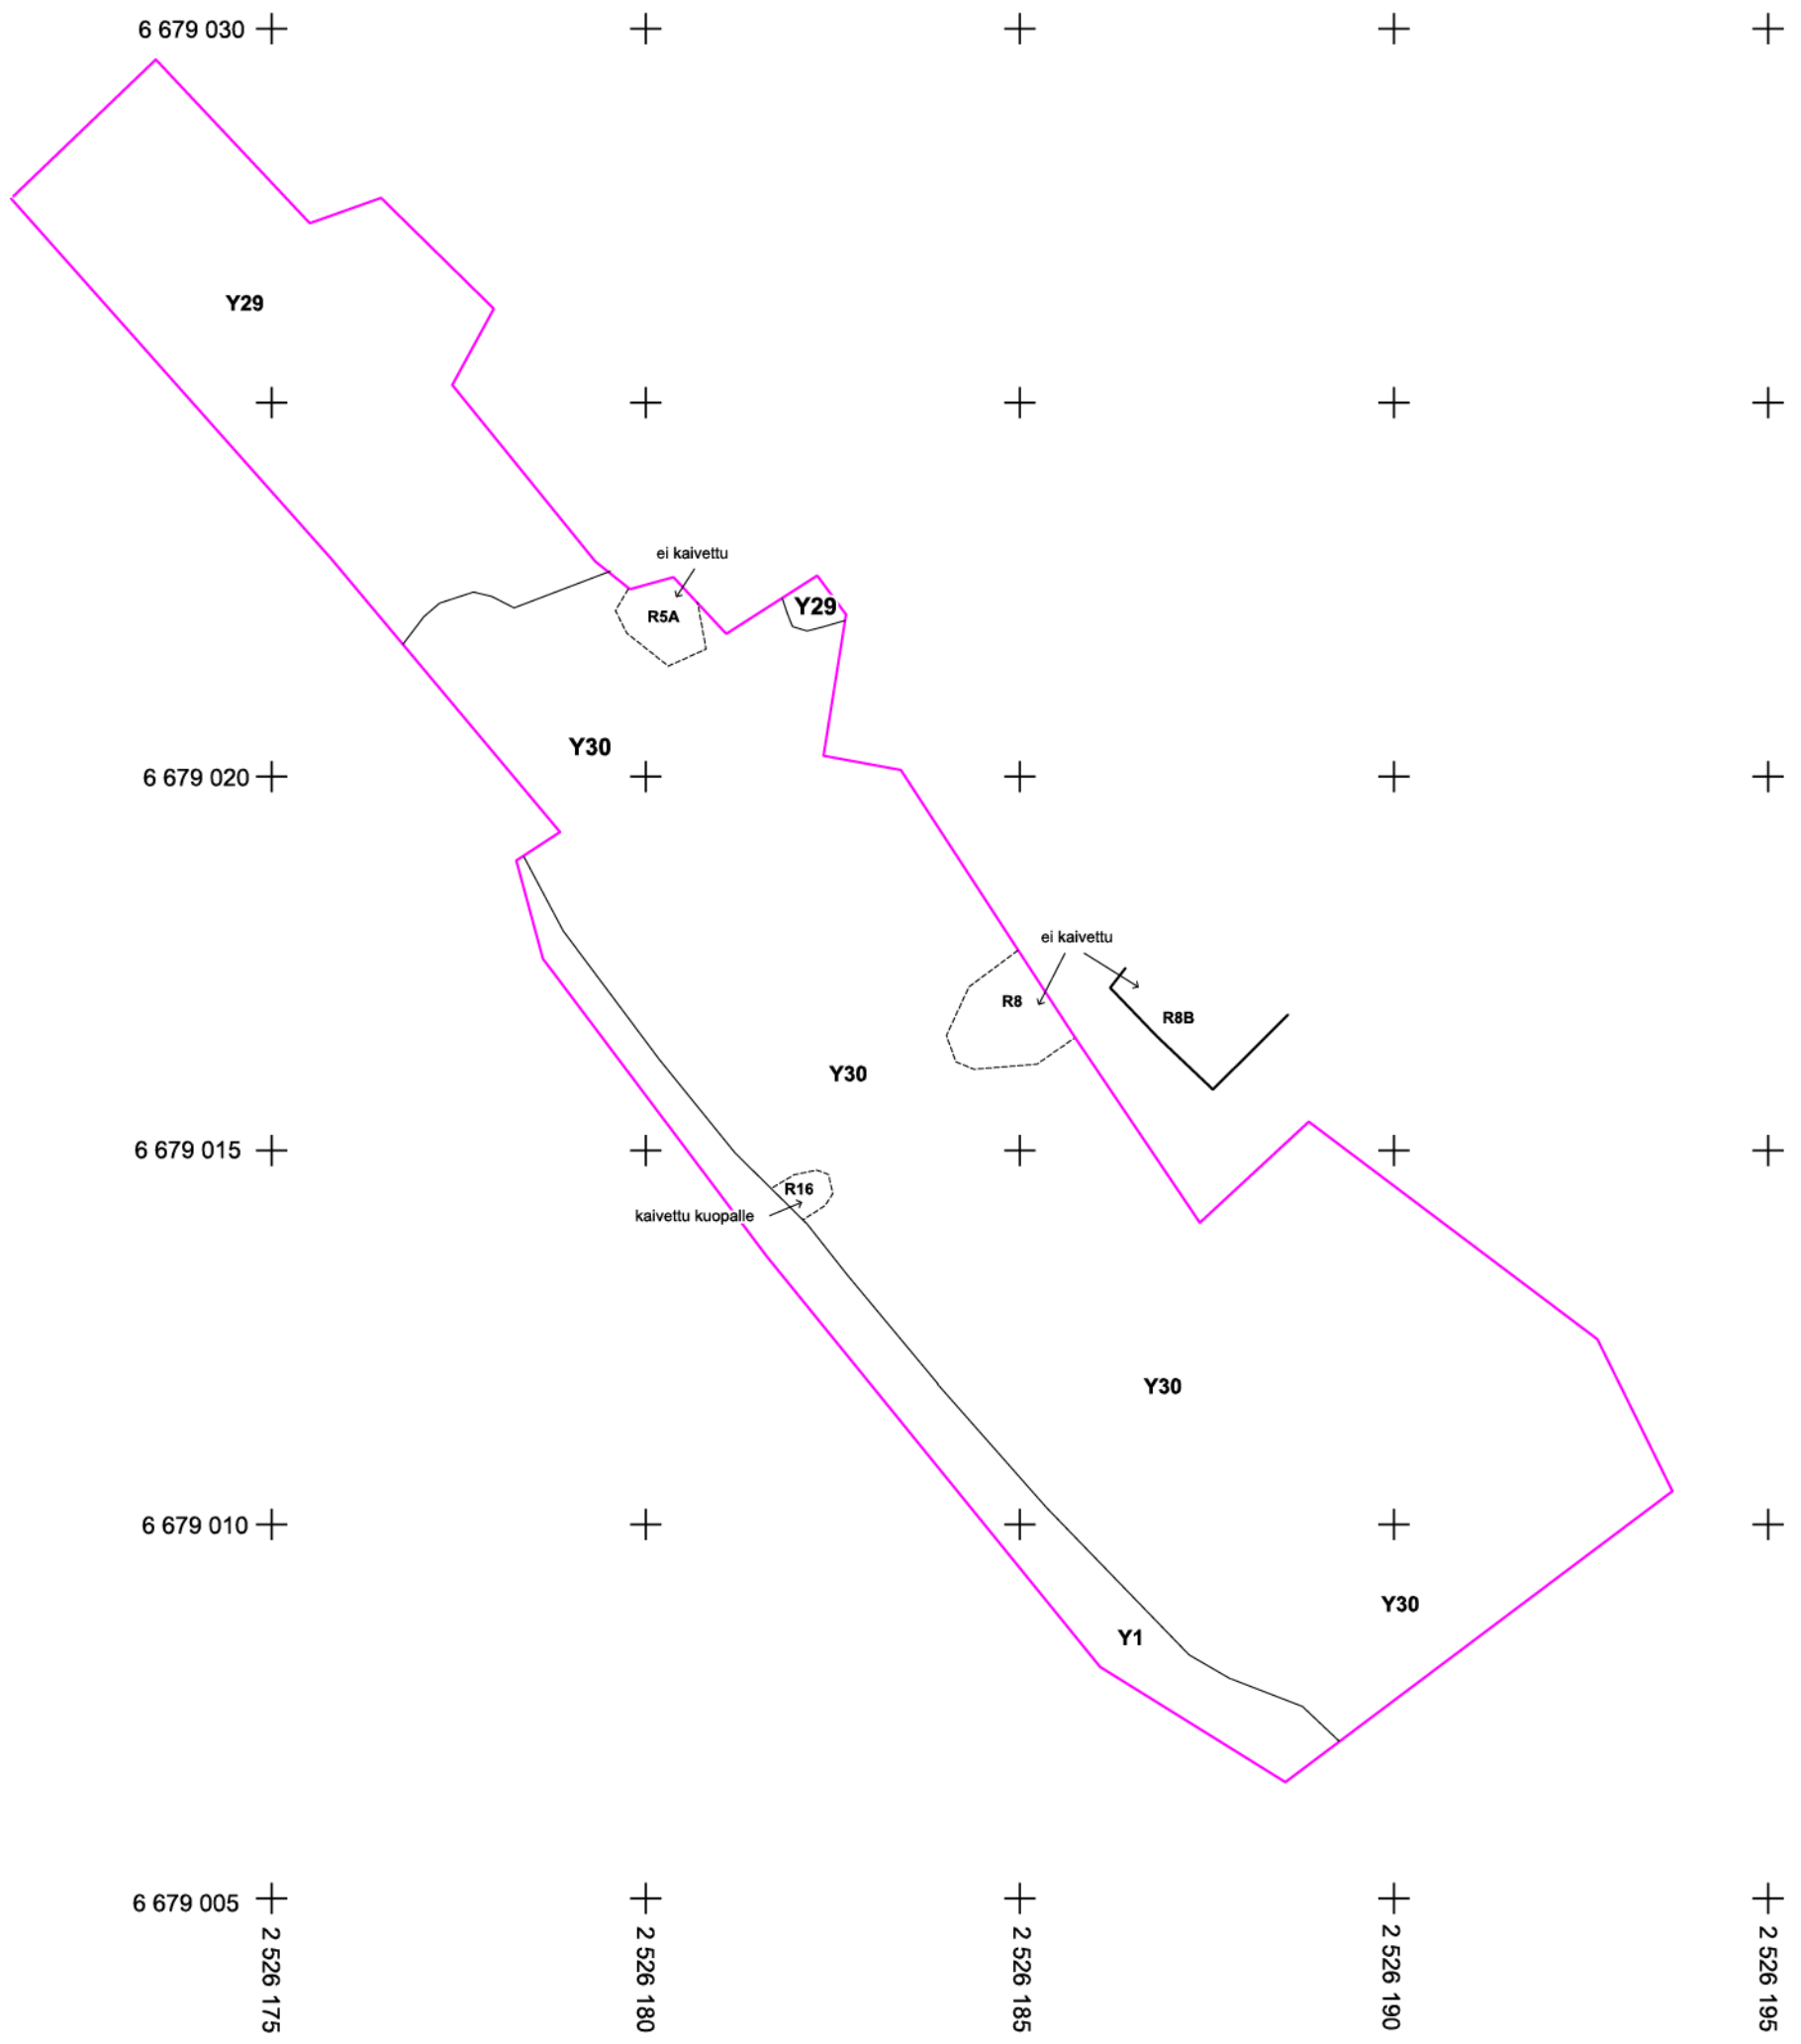 6 679 030
Y29
ei kaivettu
R5A
Y29
Y30
6 679 020
ei kaivettu
R8
R8B
Y30
6 679 015
R16
kaivettu kuopalle
Y30
6 679 010
Y30
Y1
6 679 005
2 526 175
2 526 180
2 526 185
2 526 190
2 526 195